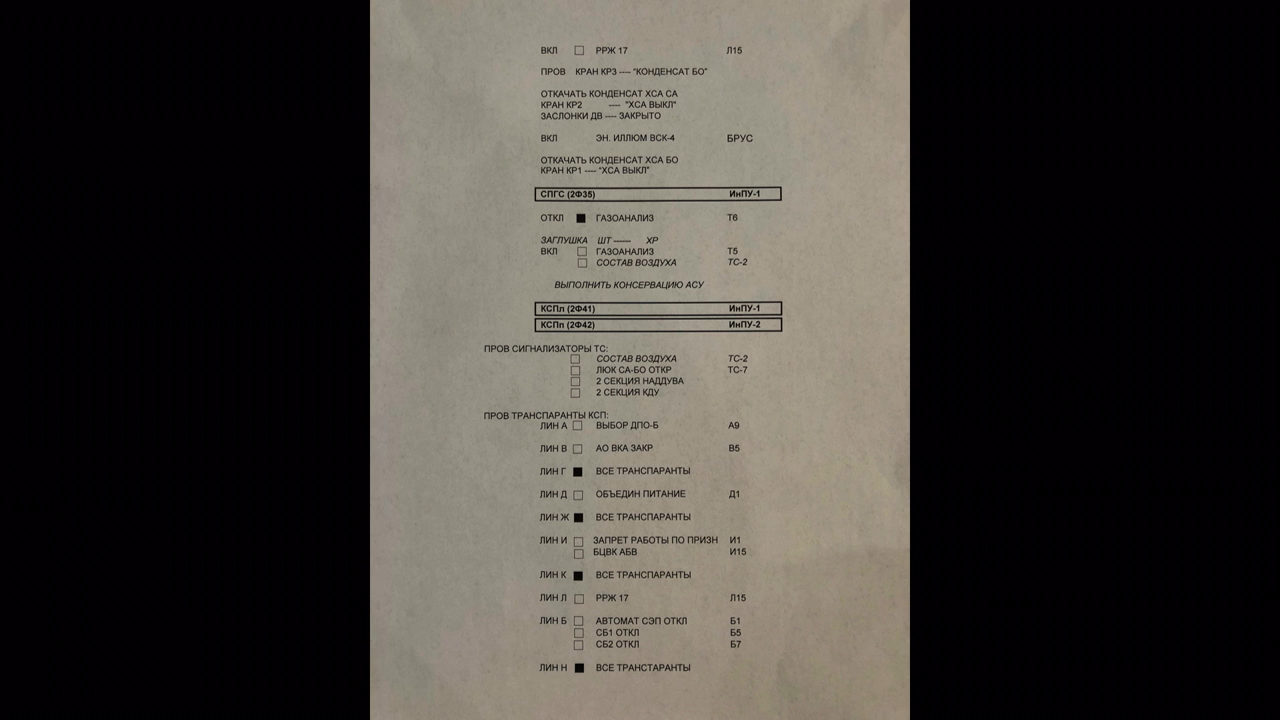 ВКЛ □ РРЖ 17 Л15
ПРОВ КРАН КР3 ---- "КОНДЕНСАТ БО"
ОТКАЧАТЬ КОНДЕНСАТ ХСА СА
КРАН КР2 ---- "ХСА ВЫКЛ"
ЗАСЛОНКИ ДВ ---- ЗАКРЫТО
ВКЛ ЭН. ИЛЛЮМ ВСК-4 БРУС
ОТКАЧАТЬ КОНДЕНСАТ ХСА БО
КРАН КР1 ---- "ХСА ВЫКЛ"
СПГС (2Ф35) ИнПУ-1
ОТКЛ ■ ГАЗОАНАЛИЗ Т6
ЗАГЛУШКА ШТ ------ ХР
ВКЛ □ ГАЗОАНАЛИЗ Т5
□ СОСТАВ ВОЗДУХА ТС-2
ВЫПОЛНИТЬ КОНСЕРВАЦИЮ АСУ
КСПл (2Ф41) ИнПУ-1
КСПп (2Ф42) ИнПУ-2
ПРОВ СИГНАЛИЗАТОРЫ ТС:
□ СОСТАВ ВОЗДУХА ТС-2
□ ЛЮК СА-БО ОТКР ТС-7
□ 2 СЕКЦИЯ НАДДУВА
□ 2 СЕКЦИЯ КДУ
ПРОВ ТРАНСПАРАНТЫ КСП:
ЛИН А □ ВЫБОР ДПО-Б А9
ЛИН В □ АО ВКА ЗАКР В5
ЛИН Г ■ ВСЕ ТРАНСПАРАНТЫ
ЛИН Д □ ОБЪЕДИН ПИТАНИЕ Д1
ЛИН Ж ■ ВСЕ ТРАНСПАРАНТЫ
ЛИН И □ ЗАПРЕТ РАБОТЫ ПО ПРИЗН И1
□ БЦВК АБВ И15
ЛИН К ■ ВСЕ ТРАНСПАРАНТЫ
ЛИН Л □ РРЖ 17 Л15
ЛИН Б □ АВТОМАТ СЭП ОТКЛ Б1
□ СБ1 ОТКЛ Б5
□ СБ2 ОТКЛ Б7
ЛИН Н ■ ВСЕ ТРАНСТАРАНТЫ